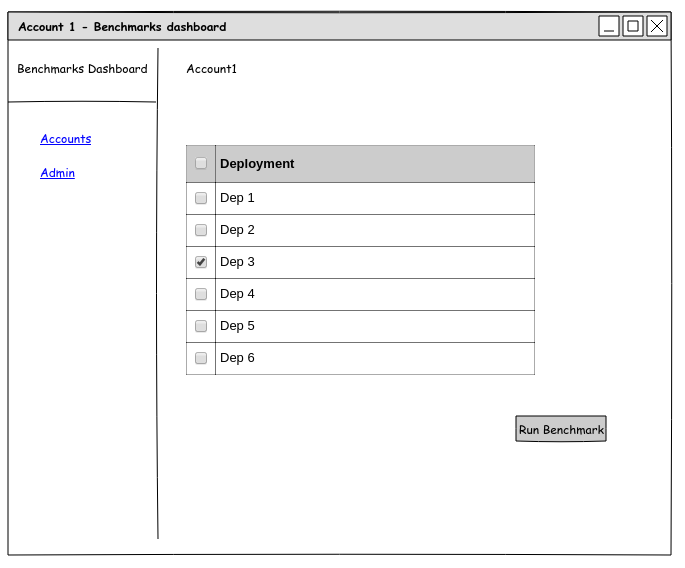 Account 1 - Benchmarks dashboard
Benchmarks Dashboard
Account1
Accounts
Admin
Deployment
Dep 1
Dep 2
Dep 3
Dep 4
Dep 5
Dep 6
Run Benchmark